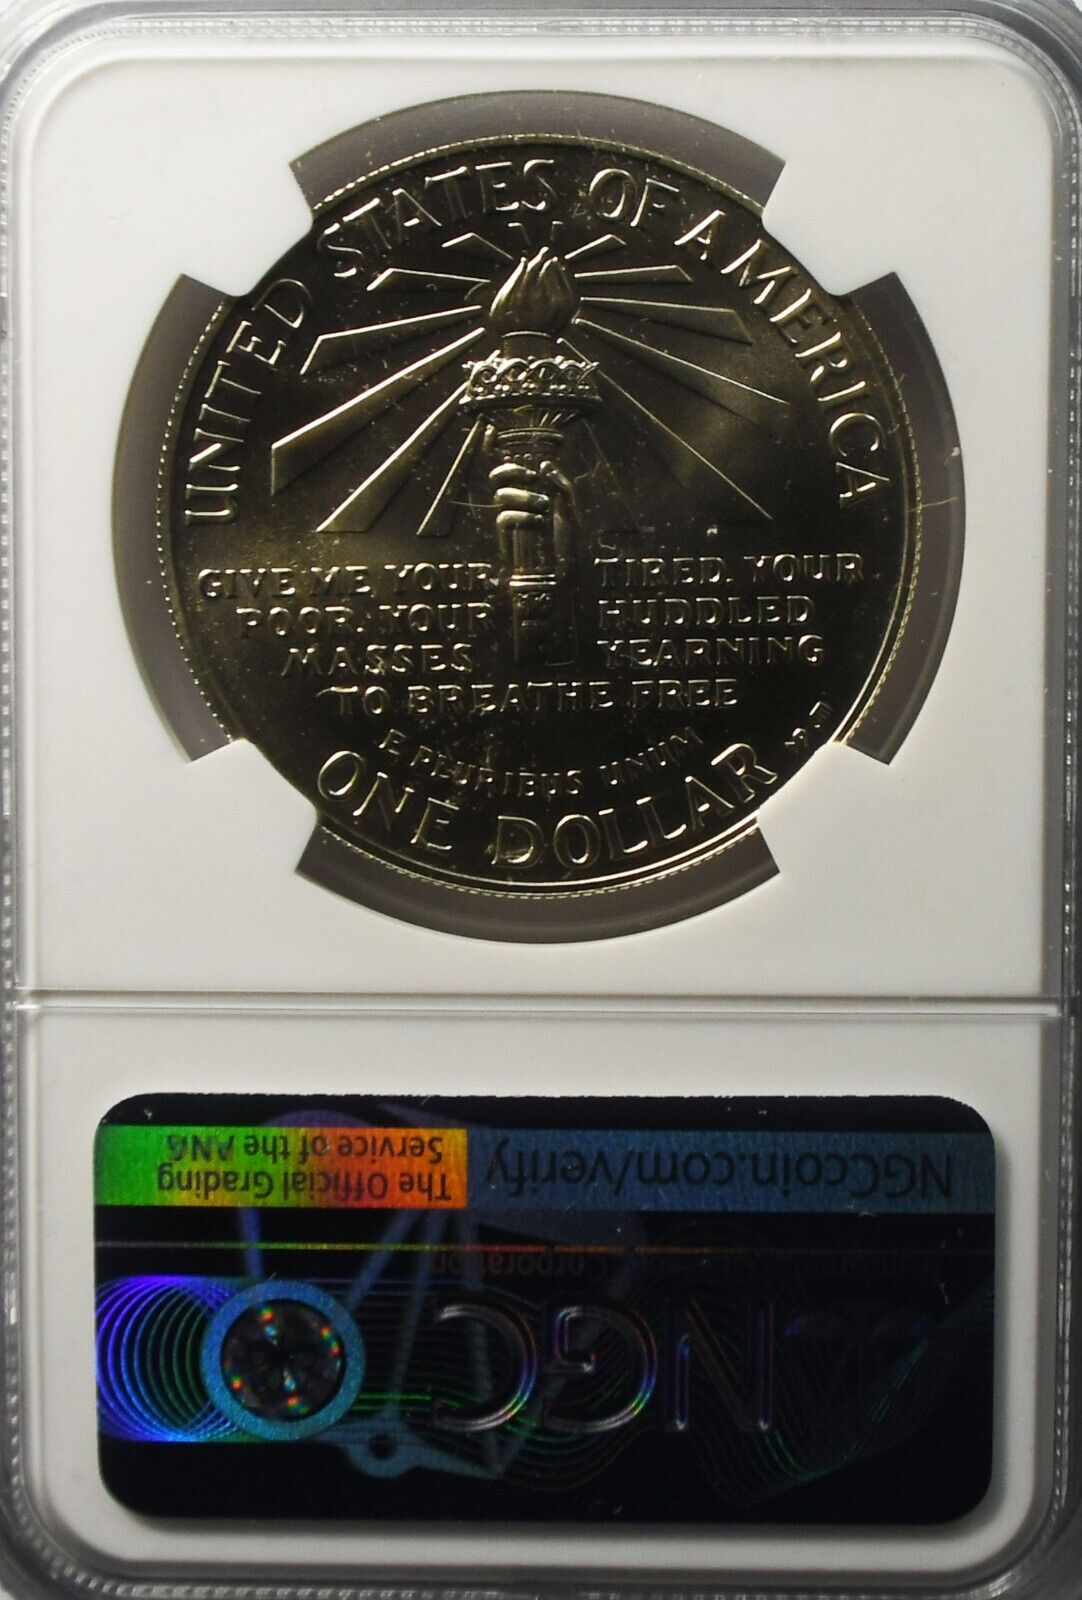 UNITED STATES OF AMERICA
GIVE ME YOUR TIRED. YOUR
POOR. YOUR HUDDLED
MASSES YEARNING
TO BREATHE FREE
E PLURIBUS UNUM
ONE DOLLAR
NGCcoin.com/verify
The Official Grading
Service of the ANA
Corporation
NGC